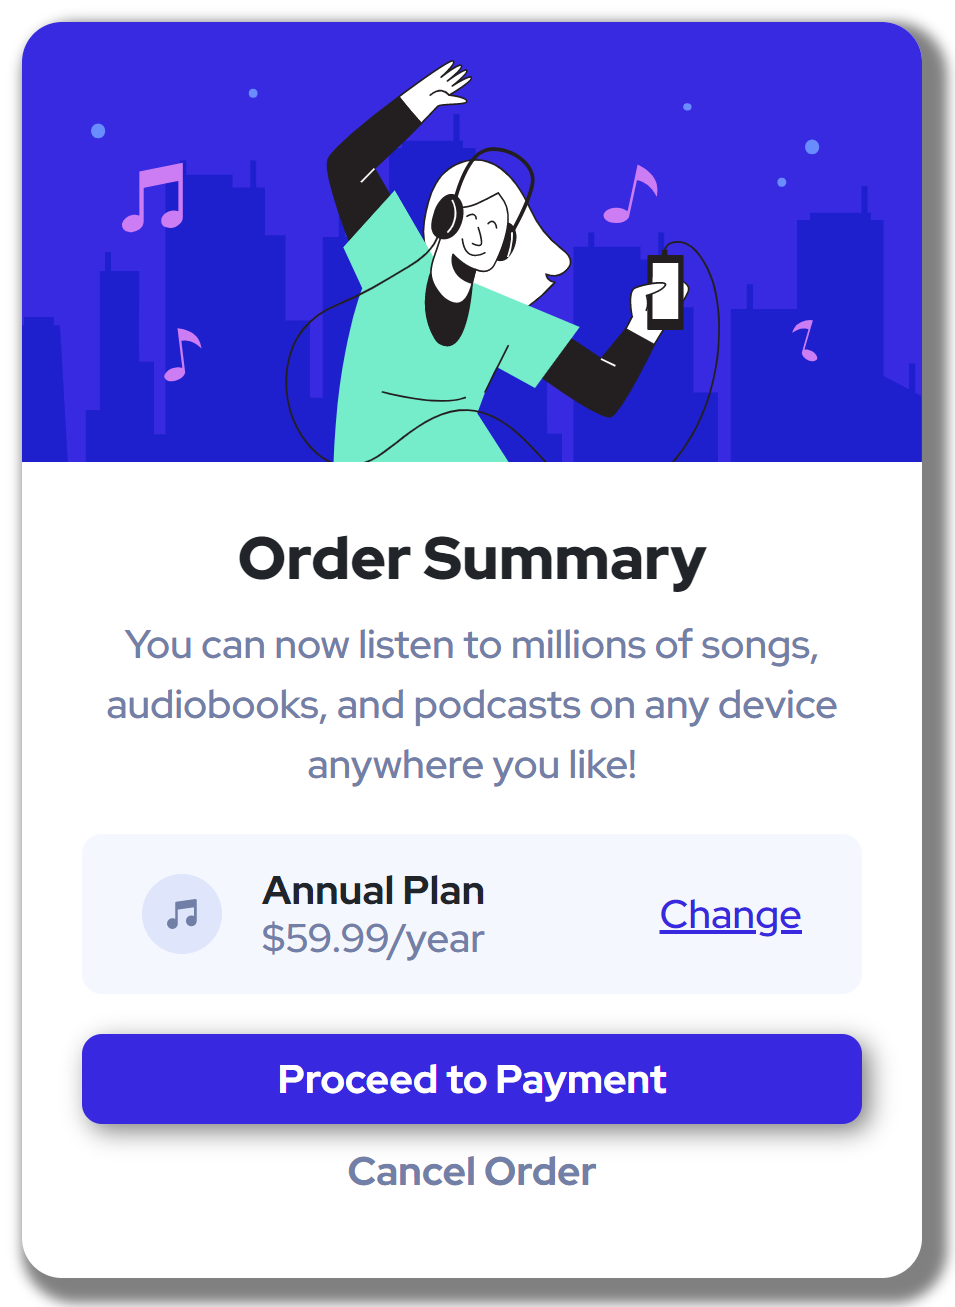 Order Summary
You can now listen to millions of songs,
audiobooks, and podcasts on any device
anywhere you like!
Annual Plan
$59.99/year
Change
Proceed to Payment
Cancel Order